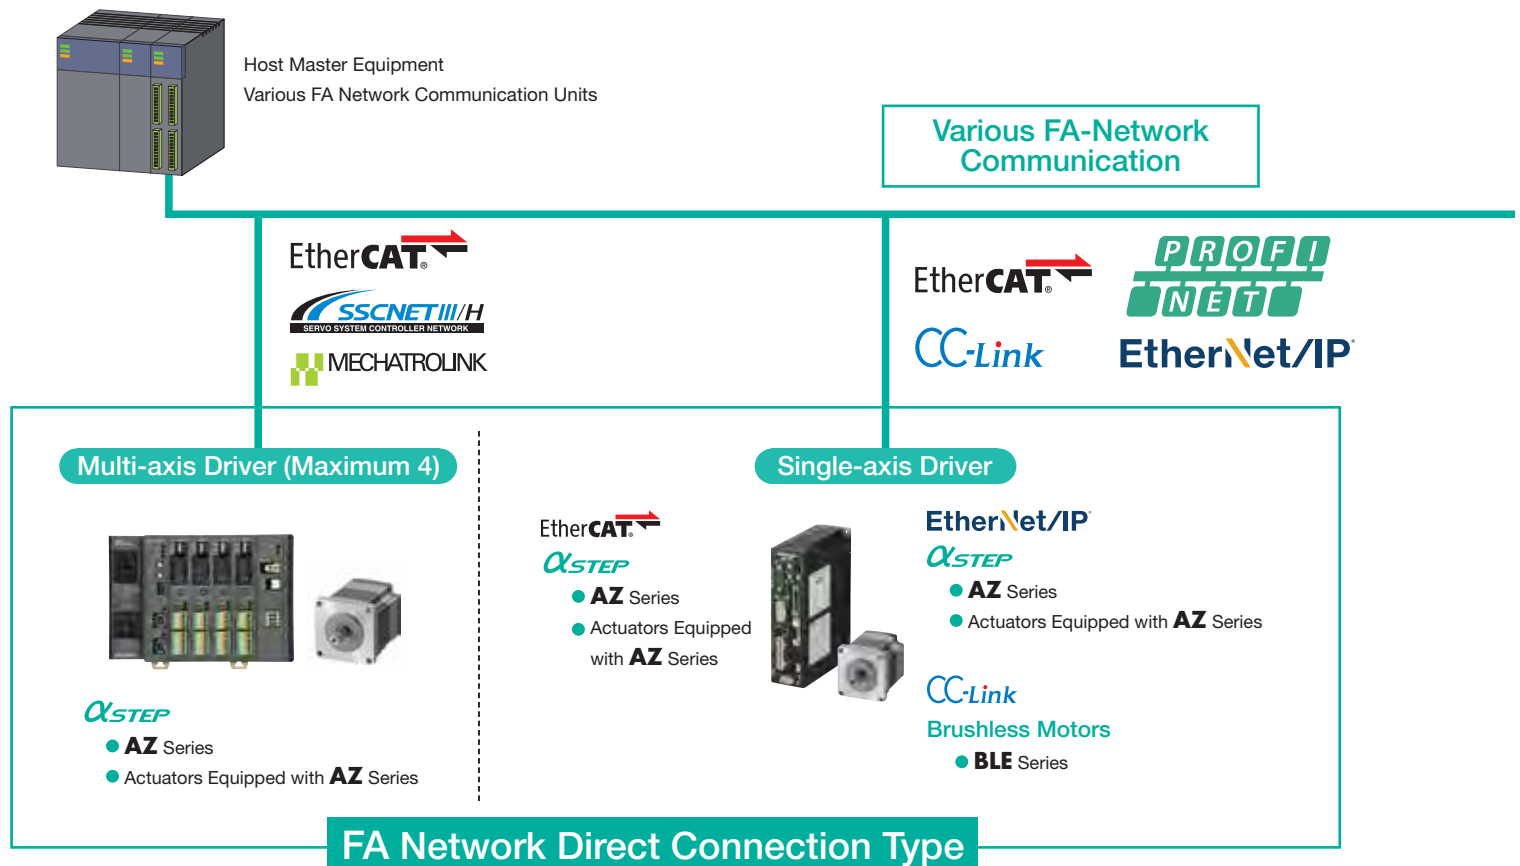 Host Master Equipment
Various FA Network Communication Units
Various FA-Network
Communication
EtherCAT®
SSCNETIII/H
SERVO SYSTEM CONTROLLER NETWORK
MECHATROLINK
EtherCAT®
PROFI
NET
CC-Link
EtherNet/IP
Multi-axis Driver (Maximum 4)
αSTEP
AZ Series
Actuators Equipped with AZ Series
Single-axis Driver
EtherCAT®
αSTEP
AZ Series
Actuators Equipped
with AZ Series
EtherNet/IP
αSTEP
AZ Series
Actuators Equipped with AZ Series
CC-Link
Brushless Motors
BLE Series
FA Network Direct Connection Type